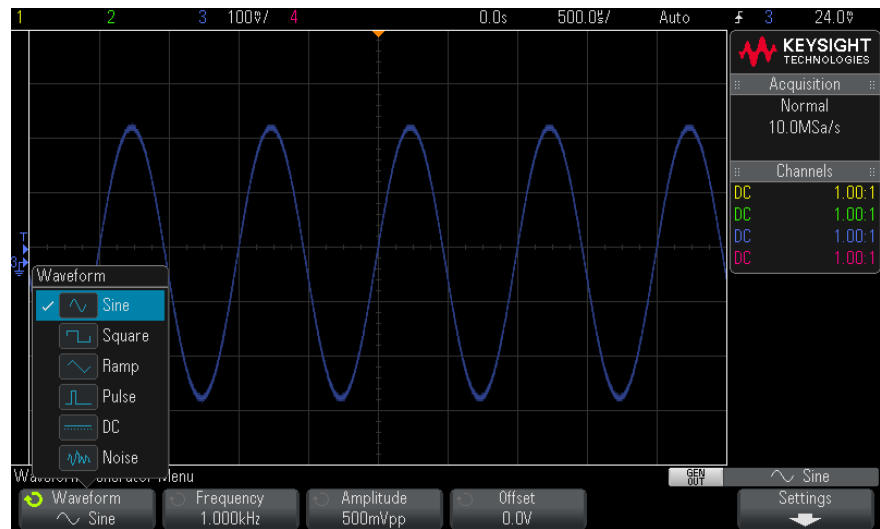 1 2 3 100V/ 4 0.0s 500.0µ/ Auto 3 24.0V
KEYSIGHT
TECHNOLOGIES
Acquisition
Normal
10.0MSa/s
Channels
DC 1.00:1
DC 1.00:1
DC 1.00:1
DC 1.00:1
T
3
Waveform
Sine
Square
Ramp
Pulse
DC
Noise
Menu
GEN OUT
Sine
Waveform
Sine
Frequency
1.000kHz
Amplitude
500mVpp
Offset
0.0V
Settings